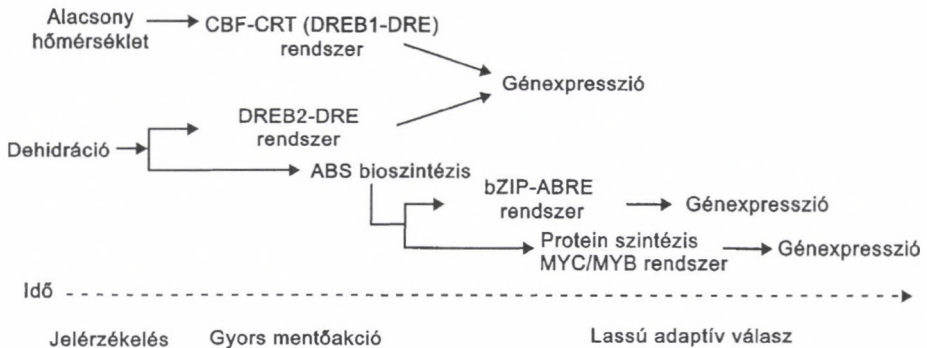 Alacsony
hőmérséklet
CBF-CRT (DREB1-DRE)
rendszer
Génexpresszió
DREB2-DRE
rendszer
Dehidráció
ABS bioszintézis
bZIP-ABRE
rendszer
Génexpresszió
Protein szintézis
MYC/MYB rendszer
Génexpresszió
Idő
Jelérzékelés Gyors mentőakció Lassú adaptív válasz